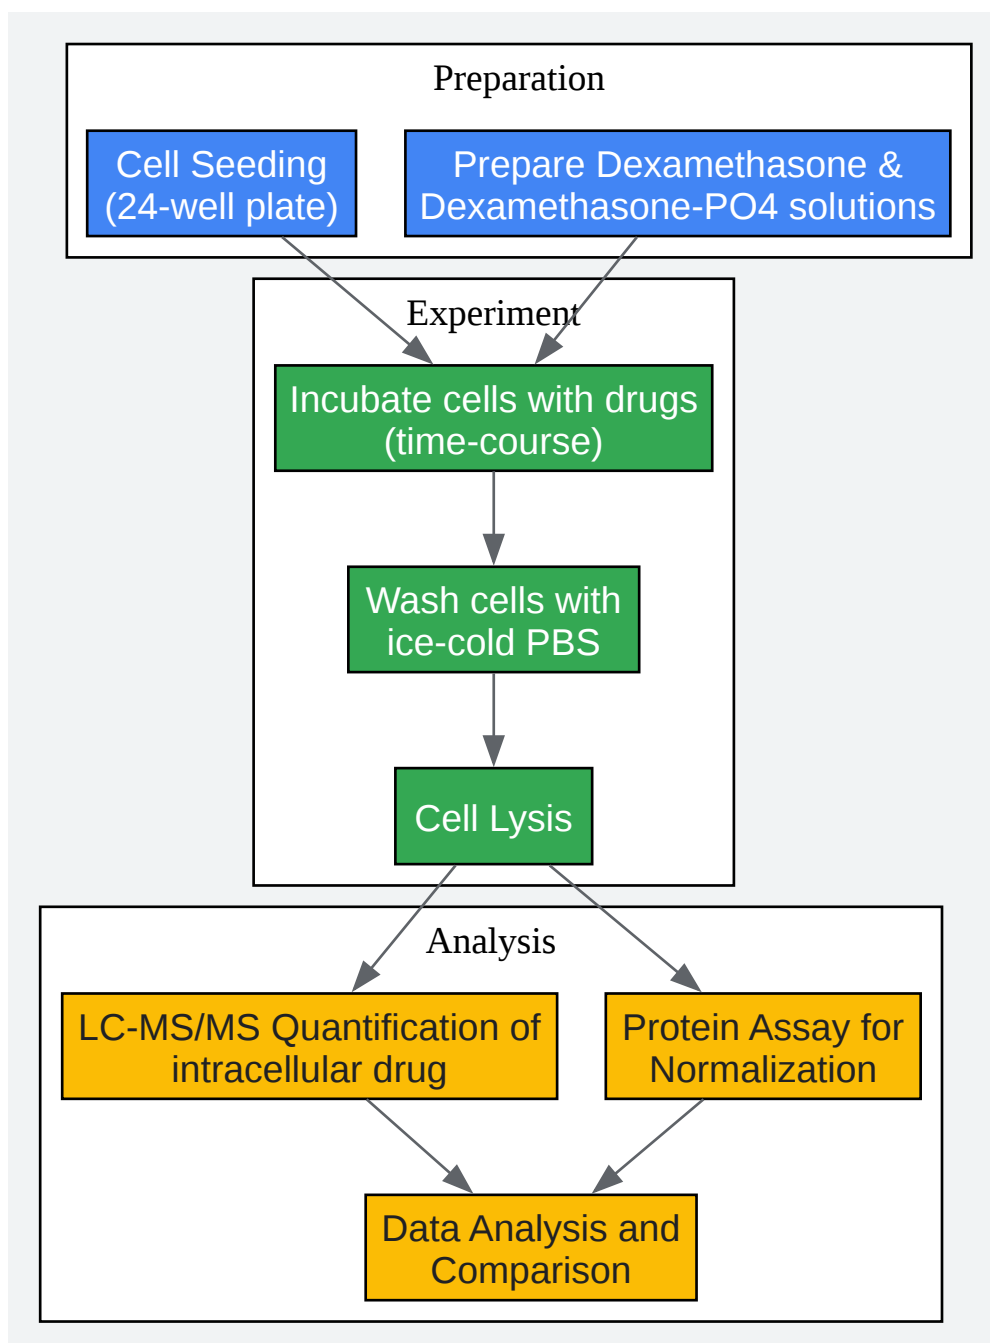 Preparation
Cell Seeding
(24-well plate)
Prepare Dexamethasone &
Dexamethasone-PO4 solutions
Experiment
Incubate cells with drugs
(time-course)
Wash cells with
ice-cold PBS
Cell Lysis
Analysis
LC-MS/MS Quantification of
intracellular drug
Protein Assay for
Normalization
Data Analysis and
Comparison